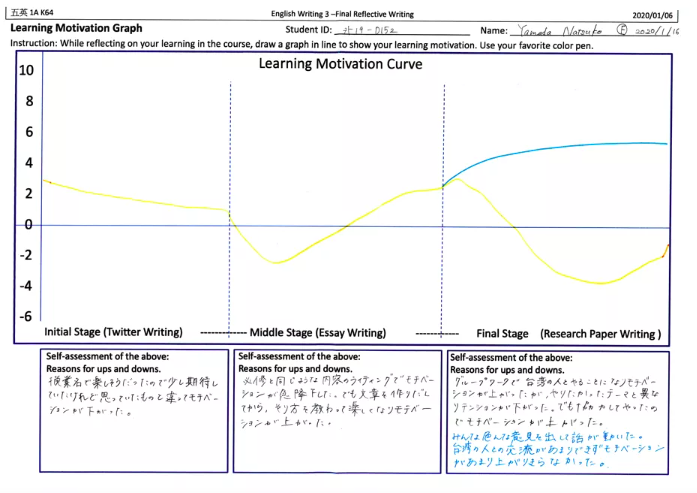 五英 1A K64
English Writing 3 –Final Reflective Writing
2020/01/06
Learning Motivation Graph
Student ID: 北19-0152
Name: Yamada Natsuko Ⓕ 2020/1/16
Instruction: While reflecting on your learning in the course, draw a graph in line to show your learning motivation. Use your favorite color pen.
Learning Motivation Curve
10
8
6
4
2
0
-2
-4
-6
Initial Stage (Twitter Writing)
Middle Stage (Essay Writing)
Final Stage (Research Paper Writing )
Self-assessment of the above:
Reasons for ups and downs.
授業名で楽しそうだったので少し期待し
ていたけれど思っていたものと違ってモチベー
ションが下がった。
Self-assessment of the above:
Reasons for ups and downs.
必修と同じような内容のライティングでモチベー
ションが急降下した。でも文章を作りだし
てから、やり方を教わって楽しくなりモチベー
ションが上がった。
Self-assessment of the above:
Reasons for ups and downs.
グループワークで台湾の人とやることになりモチベー
ションが上がったが、やりたかったテーマと異な
りテンションが下がった。でも協力してやったの
でモチベーションが上がった。
みんな色んな意見を出して話が動いた。
台湾の人との交流があまりできずモチベーション
があまり上がりきらなかった。